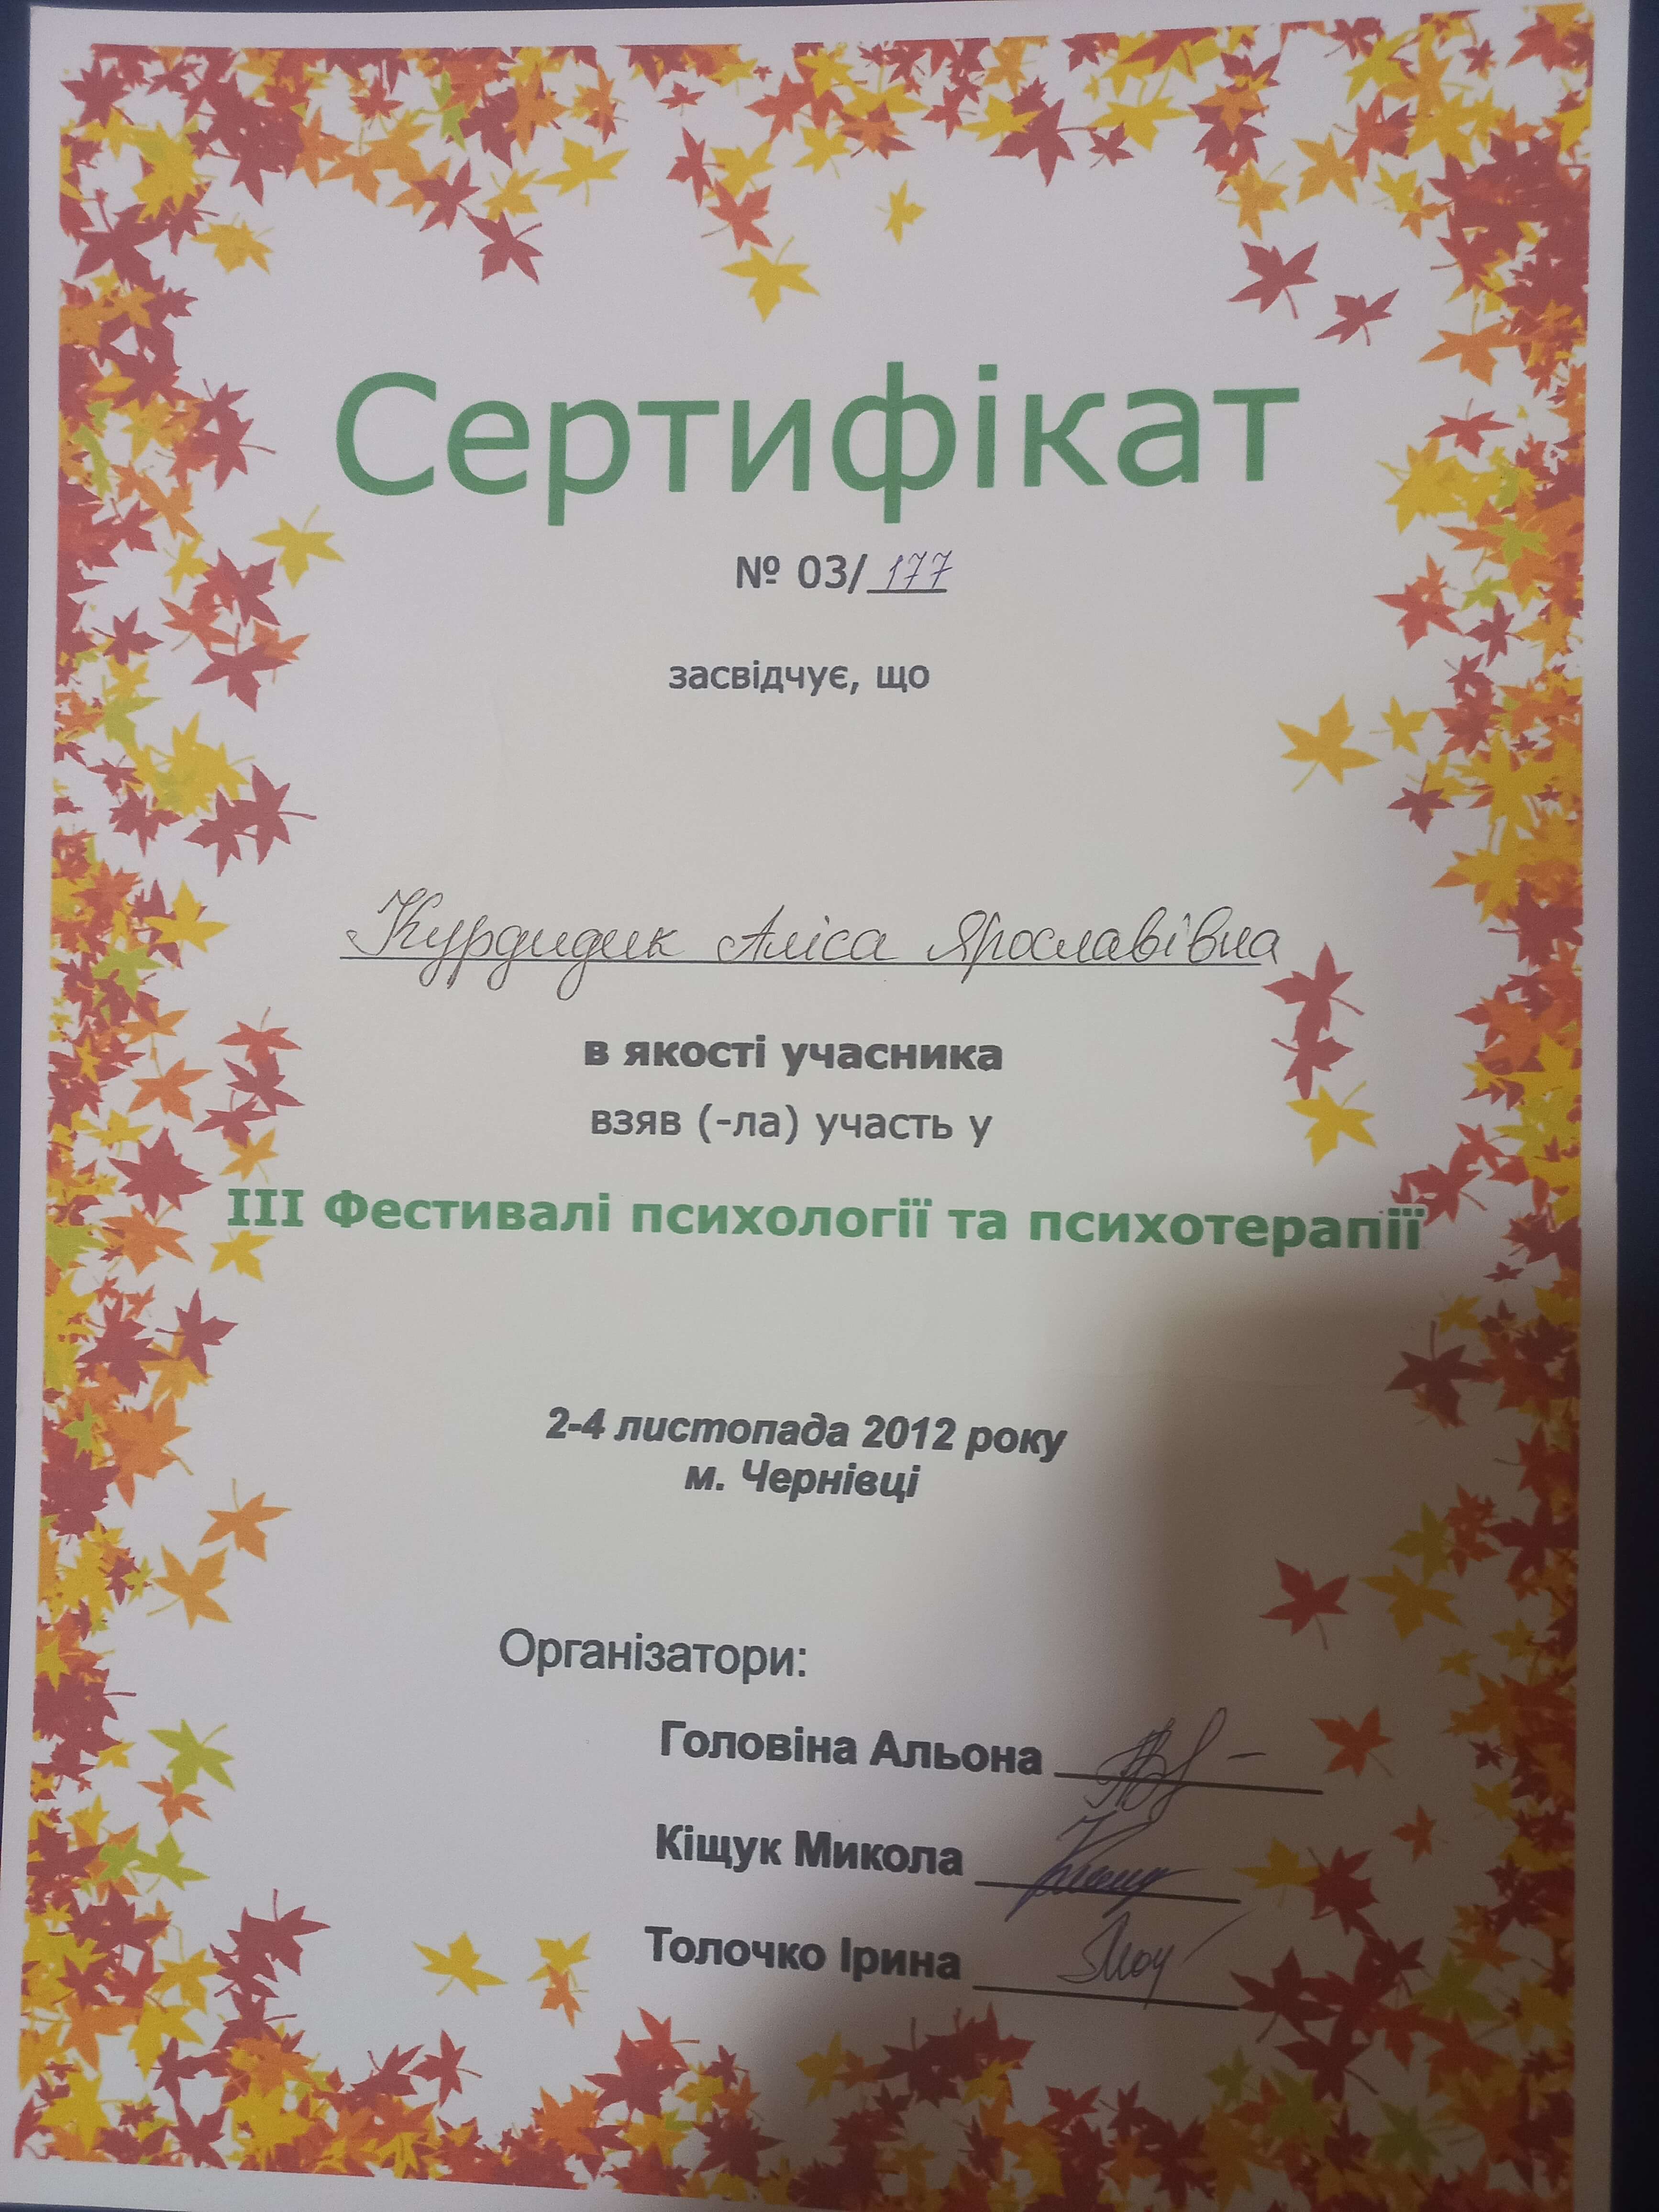 Сертифікат
№ 03/177
засвідчує, що
Курдидик Аліса Ярославівна
в якості учасника
взяв (-ла) участь у
III Фестивалі психології та психотерапії
2-4 листопада 2012 року
м. Чернівці
Організатори:
Головіна Альона
Кіщук Микола
Толочко Ірина